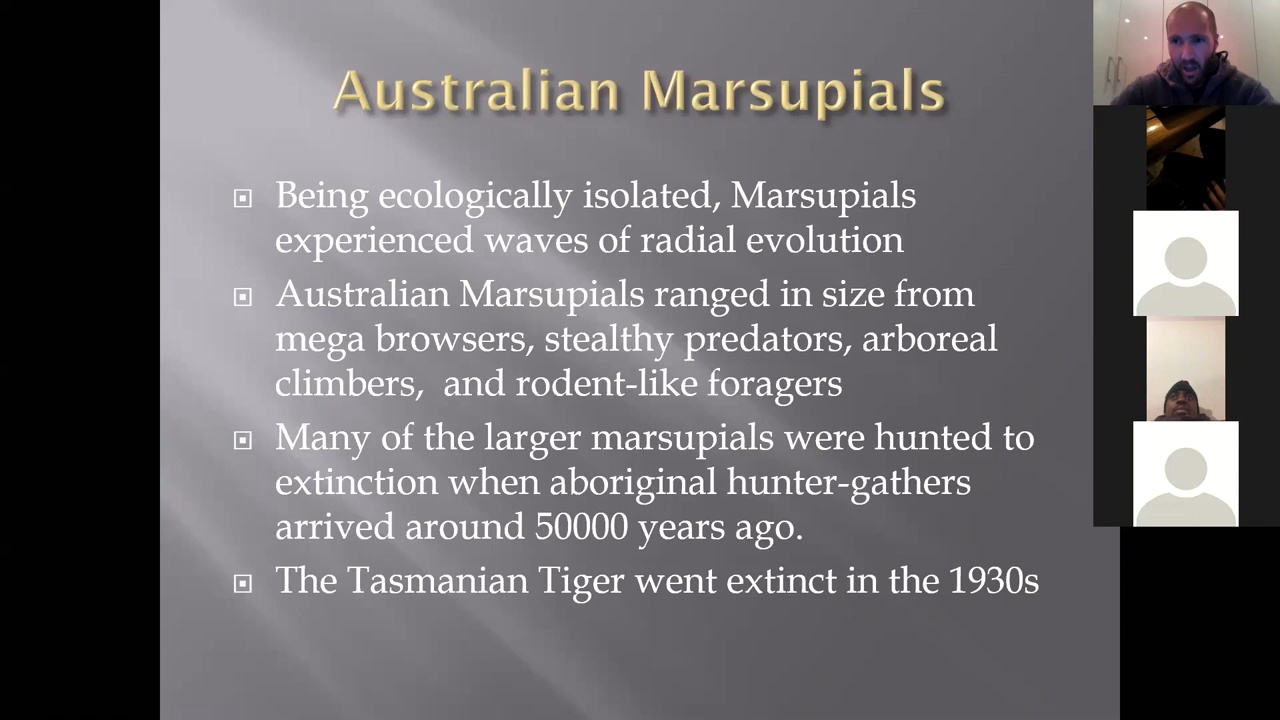 Australian Marsupials
Being ecologically isolated, Marsupials
experienced waves of radial evolution
Australian Marsupials ranged in size from
mega browsers, stealthy predators, arboreal
climbers,  and rodent-like foragers
Many of the larger marsupials were hunted to
extinction when aboriginal hunter-gathers
arrived around 50000 years ago.
The Tasmanian Tiger went extinct in the 1930s